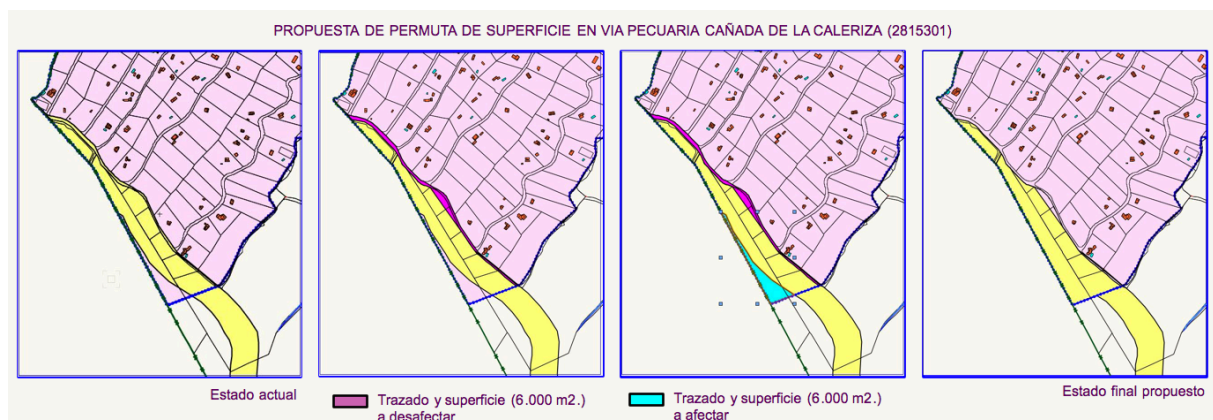 PROPUESTA DE PERMUTA DE SUPERFICIE EN VIA PECUARIA CAÑADA DE LA CALERIZA (2815301)
Estado actual
Trazado y superficie (6.000 m2.)
a desafectar
Trazado y superficie (6.000 m2.)
a afectar
Estado final propuesto